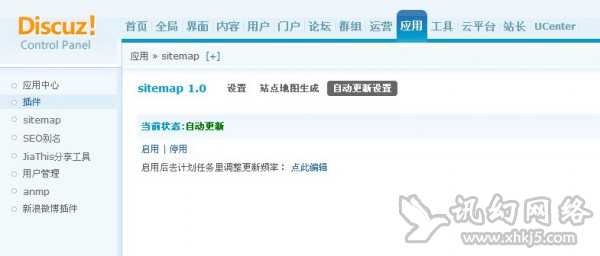 Discuz!
Control Panel
首页 全局 界面 内容 用户 门户 论坛 群组 运营 应用 工具 云平台 站长 UCenter
应用 » sitemap [+]
应用中心
插件
sitemap
SEO别名
JiaThis分享工具
用户管理
anmp
新浪微博插件
sitemap 1.0 设置 站点地图生成 自动更新设置
当前状态:自动更新
启用 | 停用
启用后去计划任务里调整更新频率： 点此编辑
讯幻网络
www.xhkj5.com